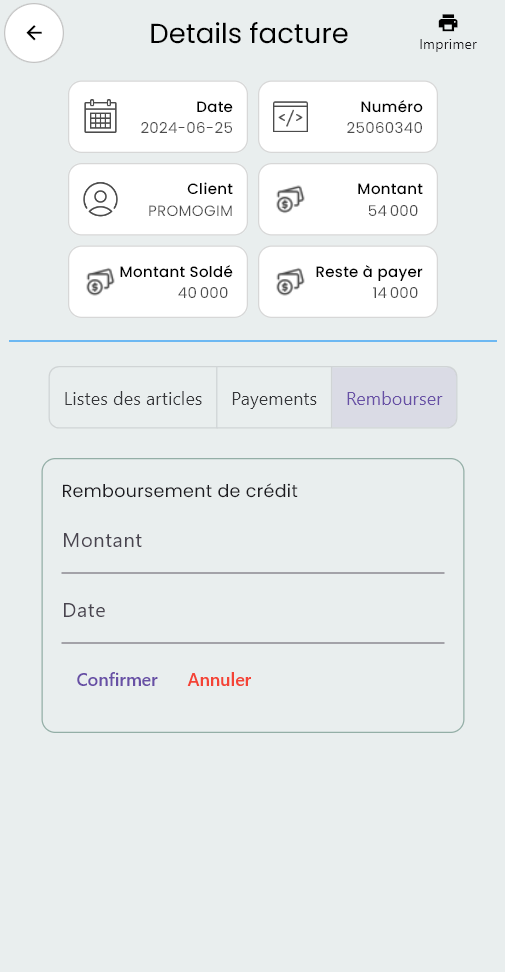 Details facture
Imprimer
Date
2024-06-25
</>
Numéro
25060340
Client
PROMOGIM
Montant
54 000
Montant Soldé
40 000
Reste à payer
14 000
Listes des articles
Payements
Rembourser
Remboursement de crédit
Montant
Date
Confirmer
Annuler